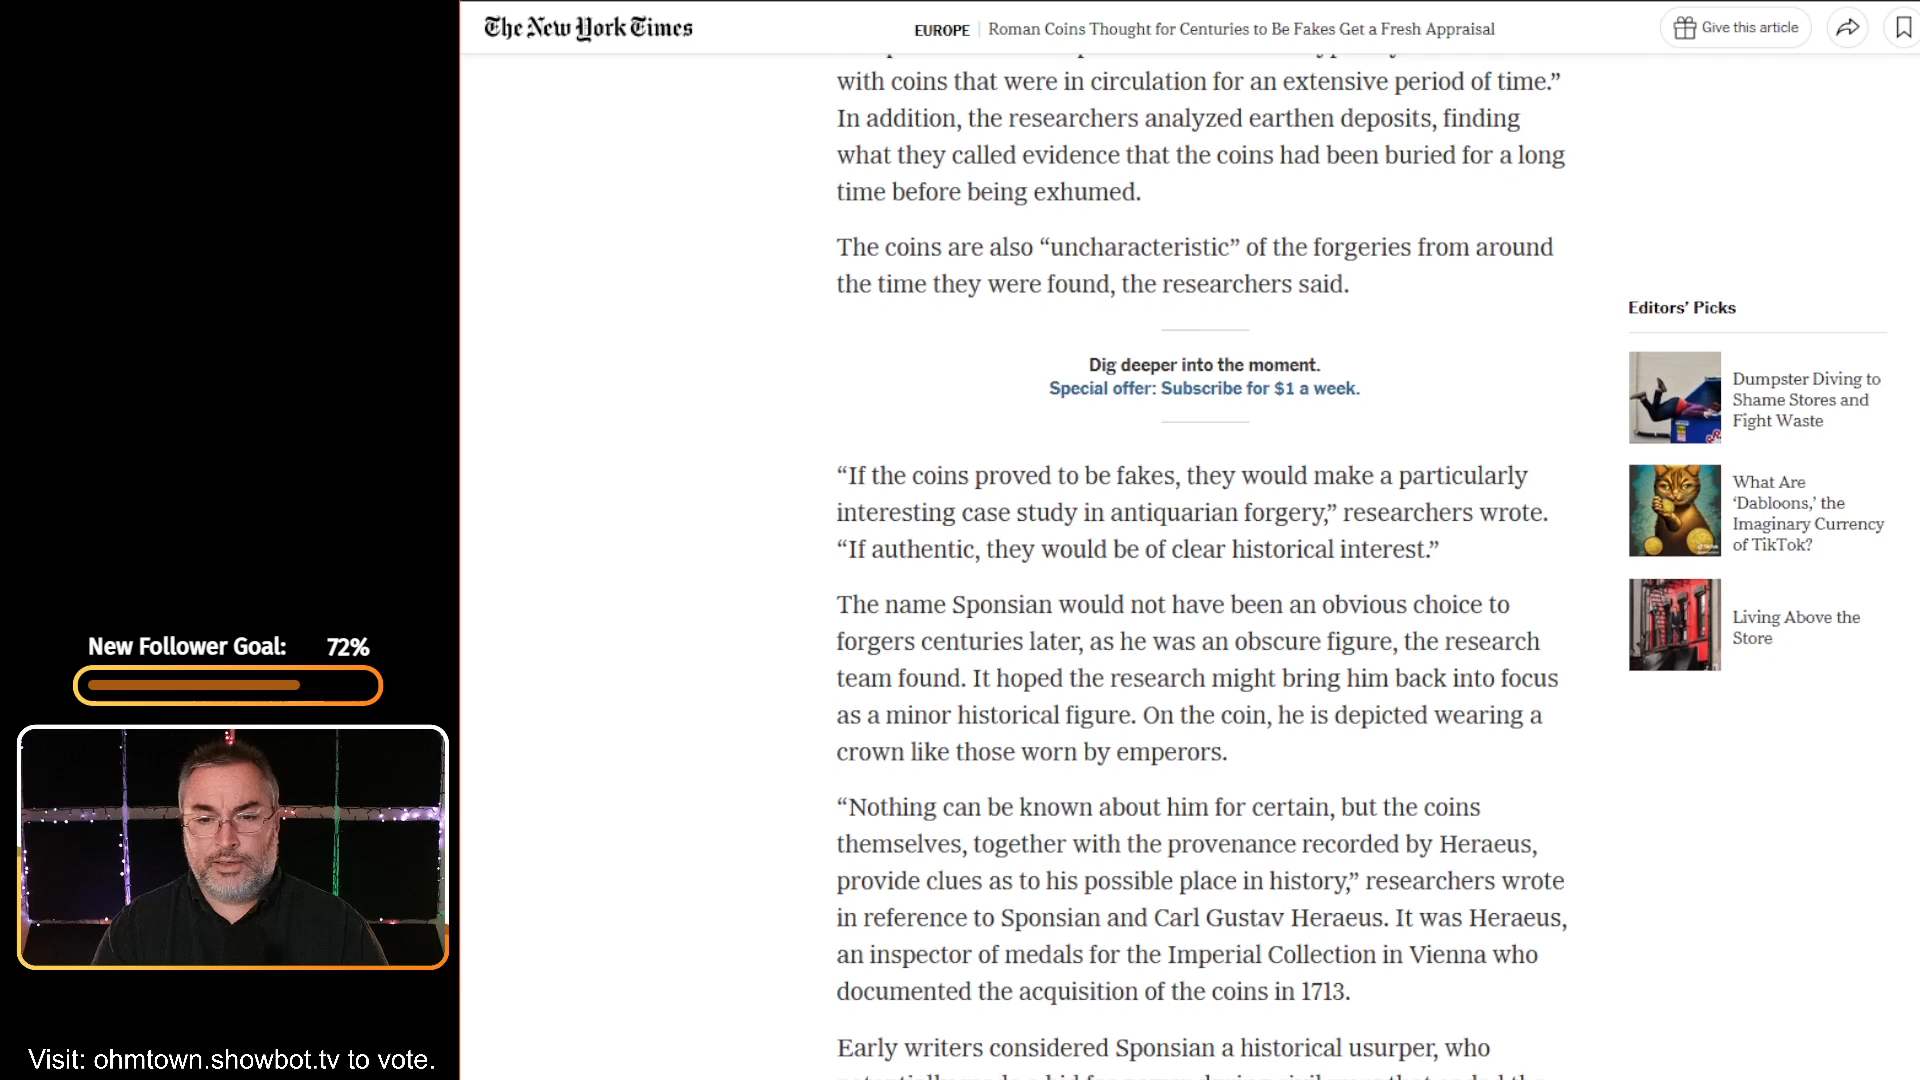 The New York Times
EUROPE
Roman Coins Thought for Centuries to Be Fakes Get a Fresh Appraisal
Give this article
with coins that were in circulation for an extensive period of time.”
In addition, the researchers analyzed earthen deposits, finding
what they called evidence that the coins had been buried for a long
time before being exhumed.
The coins are also “uncharacteristic” of the forgeries from around
the time they were found, the researchers said.
Dig deeper into the moment.
Special offer: Subscribe for $1 a week.
“If the coins proved to be fakes, they would make a particularly
interesting case study in antiquarian forgery,” researchers wrote.
“If authentic, they would be of clear historical interest.”
The name Sponsian would not have been an obvious choice to
forgers centuries later, as he was an obscure figure, the research
team found. It hoped the research might bring him back into focus
as a minor historical figure. On the coin, he is depicted wearing a
crown like those worn by emperors.
“Nothing can be known about him for certain, but the coins
themselves, together with the provenance recorded by Heraeus,
provide clues as to his possible place in history,” researchers wrote
in reference to Sponsian and Carl Gustav Heraeus. It was Heraeus,
an inspector of medals for the Imperial Collection in Vienna who
documented the acquisition of the coins in 1713.
Early writers considered Sponsian a historical usurper, who
Editors’ Picks
Dumpster Diving to
Shame Stores and
Fight Waste
What Are
‘Dabloons,’ the
Imaginary Currency
of TikTok?
Living Above the
Store
New Follower Goal: 72%
Visit: ohmtown.showbot.tv to vote.